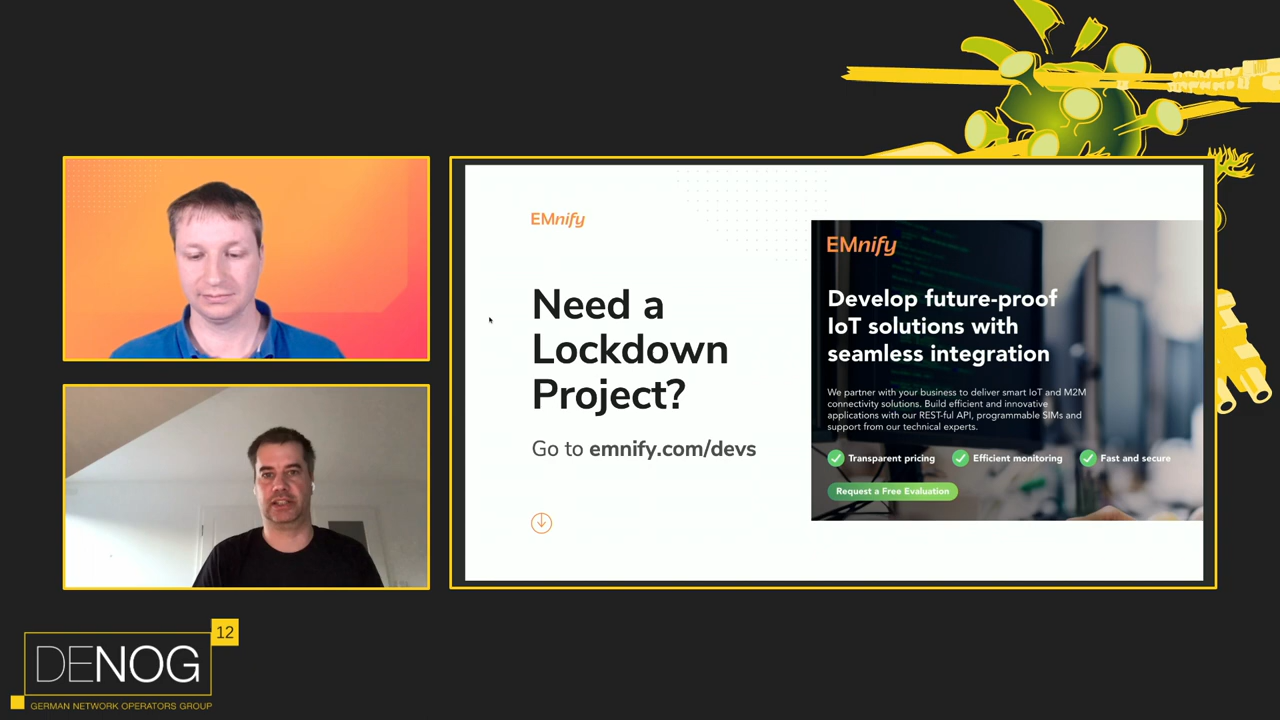 EMnify
Need a
Lockdown
Project?
Go to emnify.com/devs
EMnify
Develop future-proof
IoT solutions with
seamless integration
We partner with your business to deliver smart IoT and M2M
connectivity solutions. Build efficient and innovative
applications with our REST-ful API, programmable SIMs and
support from our technical experts.
Transparent pricing Efficient monitoring Fast and secure
Request a Free Evaluation
12
DENOG
GERMAN NETWORK OPERATORS GROUP